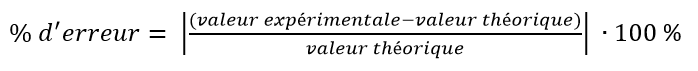 % d'erreur = |(valeur expérimentale−valeur théorique)/valeur théorique| · 100 %